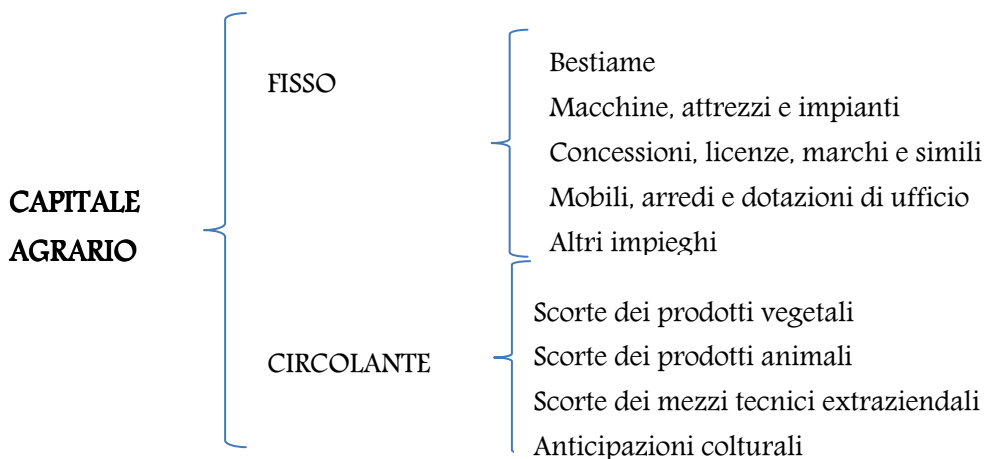 CAPITALE
AGRARIO
FISSO
Bestiame
Macchine, attrezzi e impianti
Concessioni, licenze, marchi e simili
Mobili, arredi e dotazioni di ufficio
Altri impieghi
CIRCOLANTE
Scorte dei prodotti vegetali
Scorte dei prodotti animali
Scorte dei mezzi tecnici extraziendali
Anticipazioni colturali